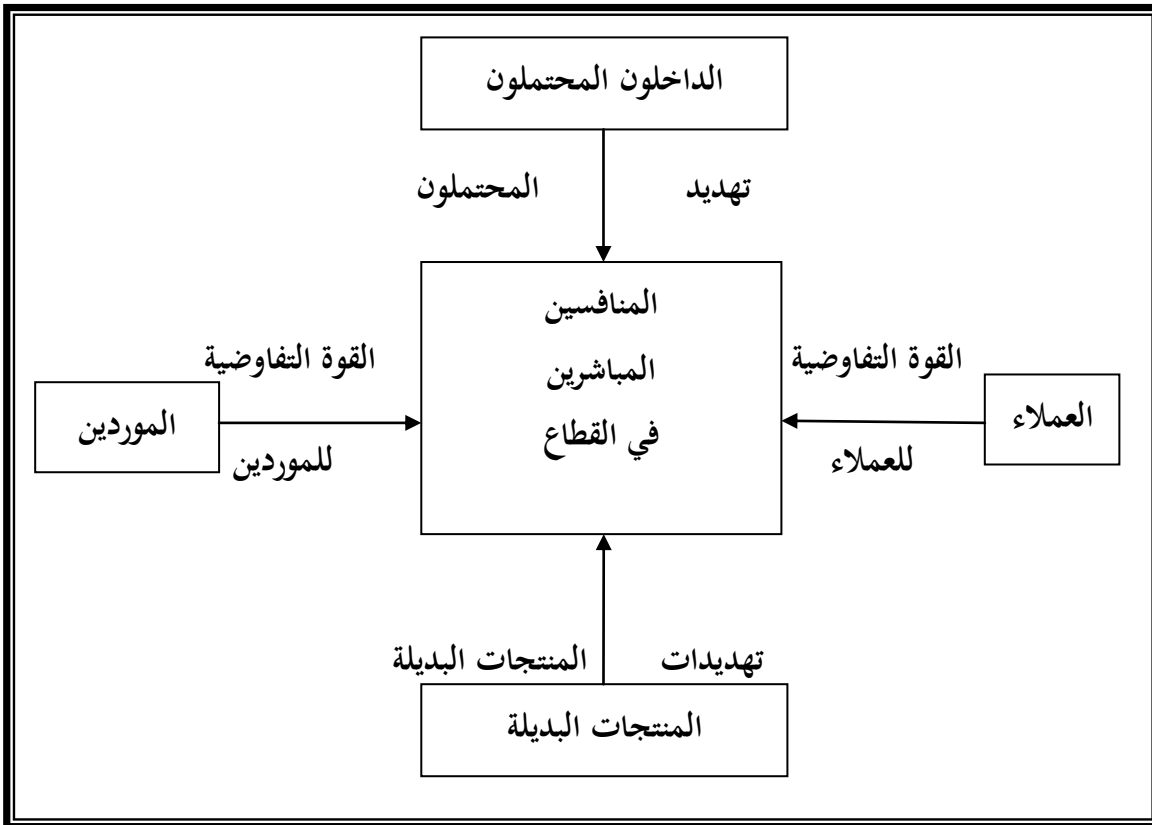 الداخلون المحتملون
تهديد المحتملون
المنافسين
المباشرين
في القطاع
القوة التفاوضية
للعملاء
العملاء
القوة التفاوضية
للموردين
الموردين
تهديدات المنتجات البديلة
المنتجات البديلة